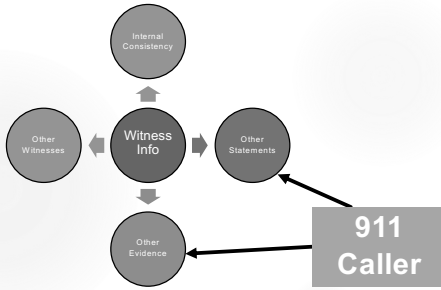 Internal
Consistency
Other
Witnesses
Witness
Info
Other
Statements
Other
Evidence
911
Caller